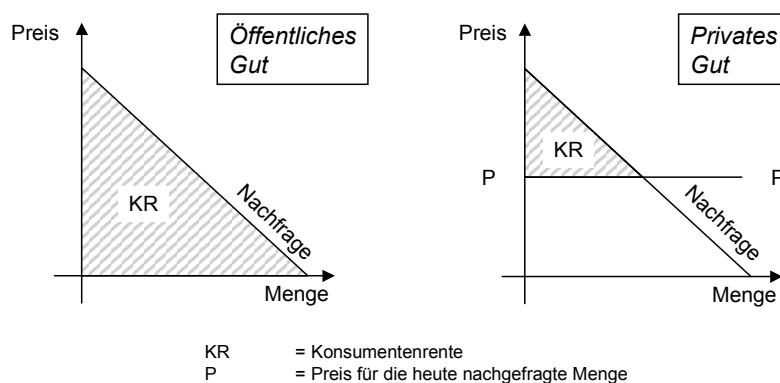 Preis
Öffentliches
Gut
KR
Nachfrage
Menge
Preis
Privates
Gut
KR
P
P
Nachfrage
Menge
KR = Konsumentenrente
P = Preis für die heute nachgefragte Menge